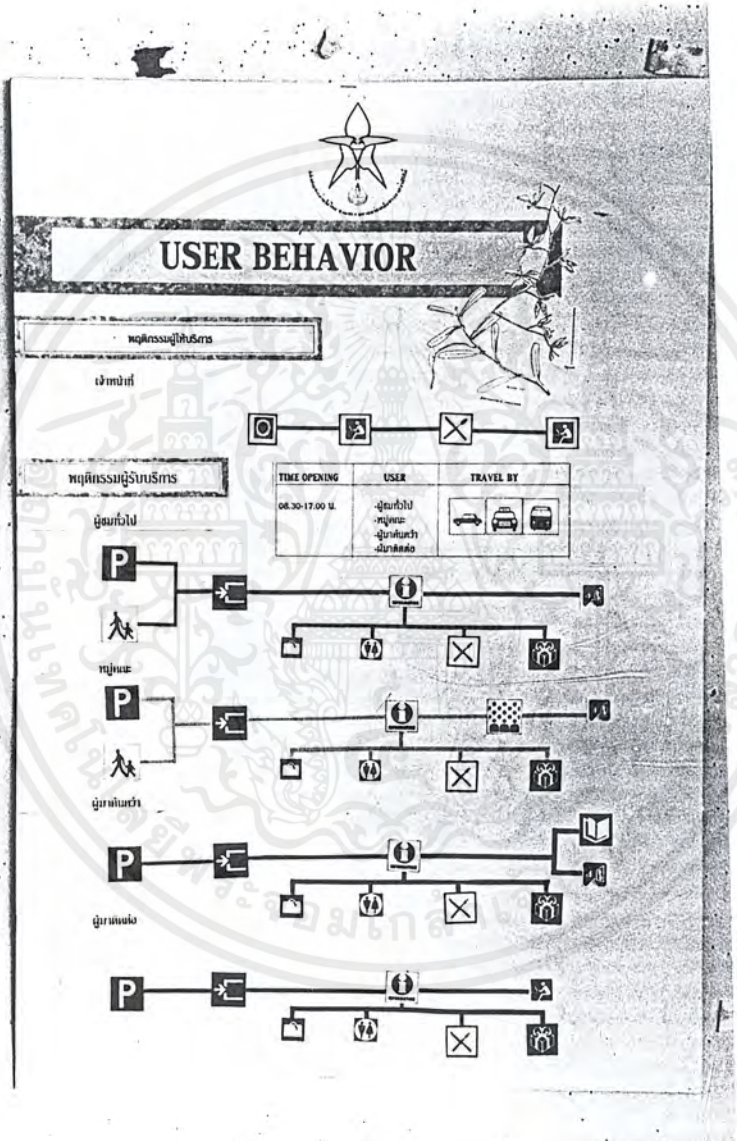 USER BEHAVIOR
พฤติกรรมผู้ให้บริการ
เจ้าหน้าที่
พฤติกรรมผู้รับบริการ
TIME OPENING USER TRAVEL BY
08.30-17.00 น. -ผู้ชมทั่วไป
-หมู่คณะ
-ผู้มาค้นคว้า
-ผู้มาติดต่อ
ผู้ชมทั่วไป
P
INFORMATION
หมู่คณะ
P
INFORMATION
ผู้มาค้นคว้า
P
INFORMATION
ผู้มาติดต่อ
P
INFORMATION